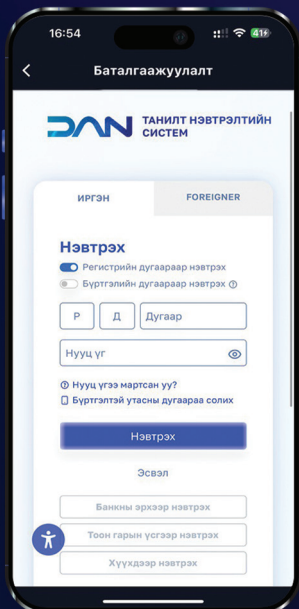 16:54
41
Баталгаажуулалт
DAN ТАНИЛТ НЭВТРЭЛТИЙН
СИСТЕМ
ИРГЭН FOREIGNER
Нэвтрэх
Регистрийн дугаараар нэвтрэх
Бүртгэлийн дугаараар нэвтрэх
Р Д Дугаар
Нууц үг
Нууц үгээ мартсан уу?
Бүртгэлтэй утасны дугаараа солих
Нэвтрэх
Эсвэл
Банкны эрхээр нэвтрэх
Тоон гарын үсгээр нэвтрэх
Хүүхдээр нэвтрэх